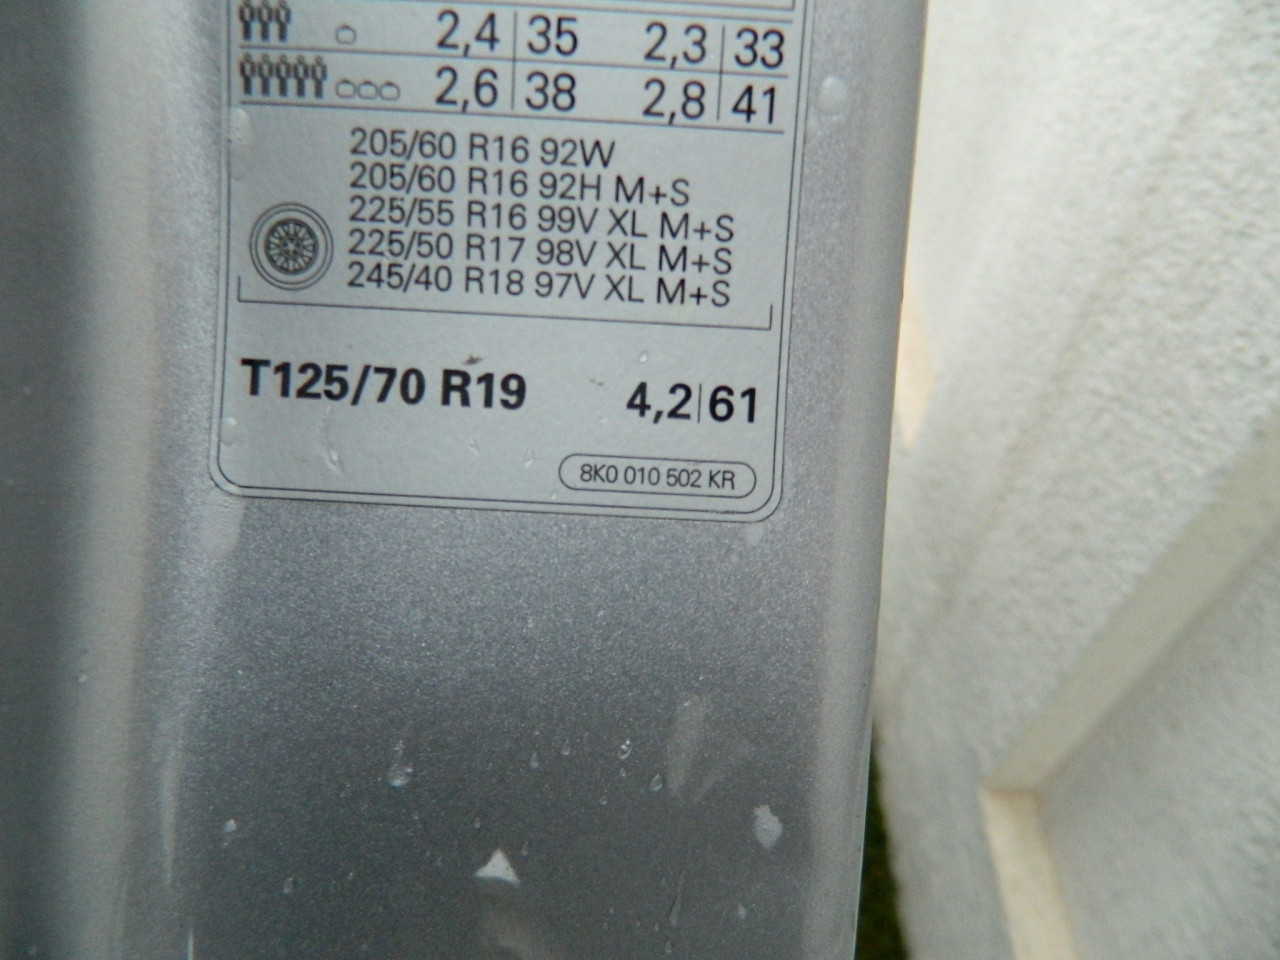 2,4 35 2,3 33
2,6 38 2,8 41
205/60 R16 92W
205/60 R16 92H M+S
225/55 R16 99V XL M+S
225/50 R17 98V XL M+S
245/40 R18 97V XL M+S
T125/70 R19 4,2 61
8K0 010 502 KR